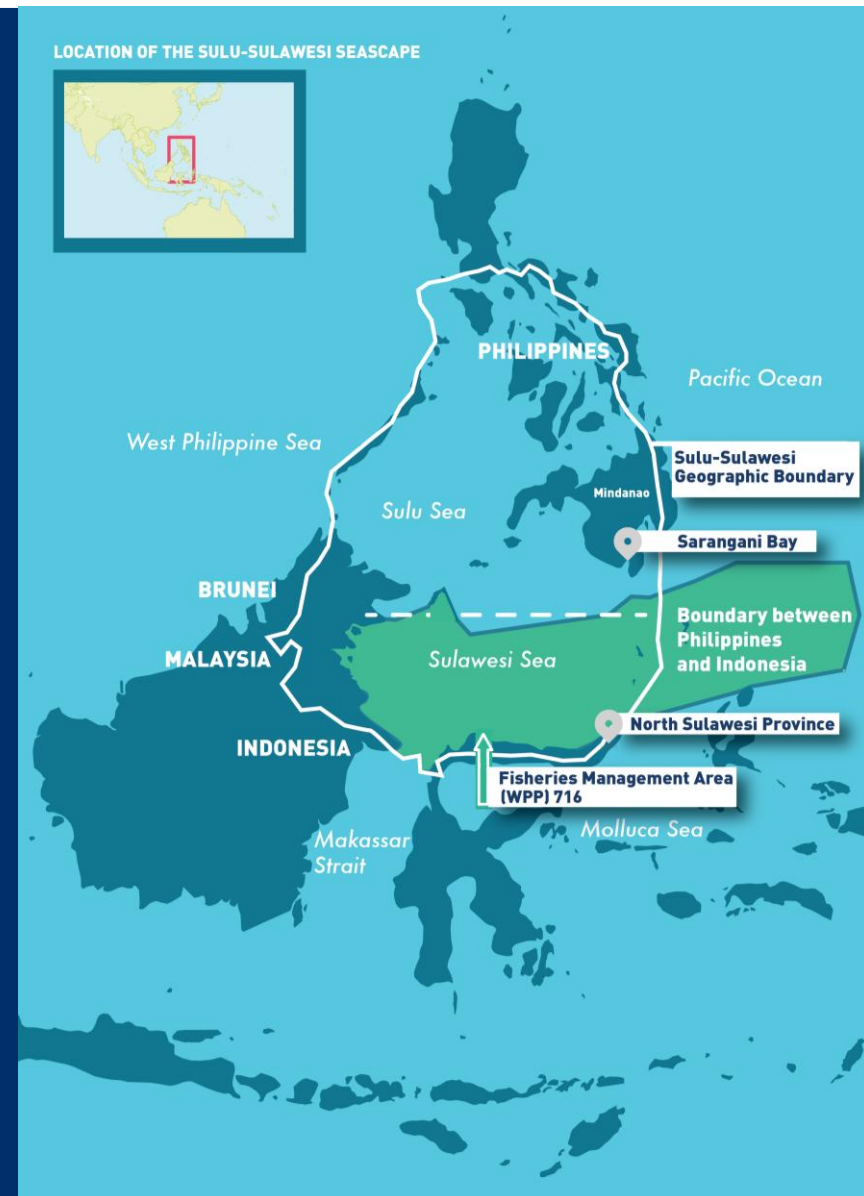 LOCATION OF THE SULU-SULAWESI SEASCAPE
PHILIPPINES
Pacific Ocean
West Philippine Sea
Sulu-Sulawesi
Geographic Boundary
Mindanao
Sulu Sea
Sarangani Bay
BRUNEI
Boundary between
Philippines
and Indonesia
MALAYSIA
Sulawesi Sea
North Sulawesi Province
INDONESIA
Fisheries Management Area
(WPP) 716
Makassar
Strait
Molluca Sea